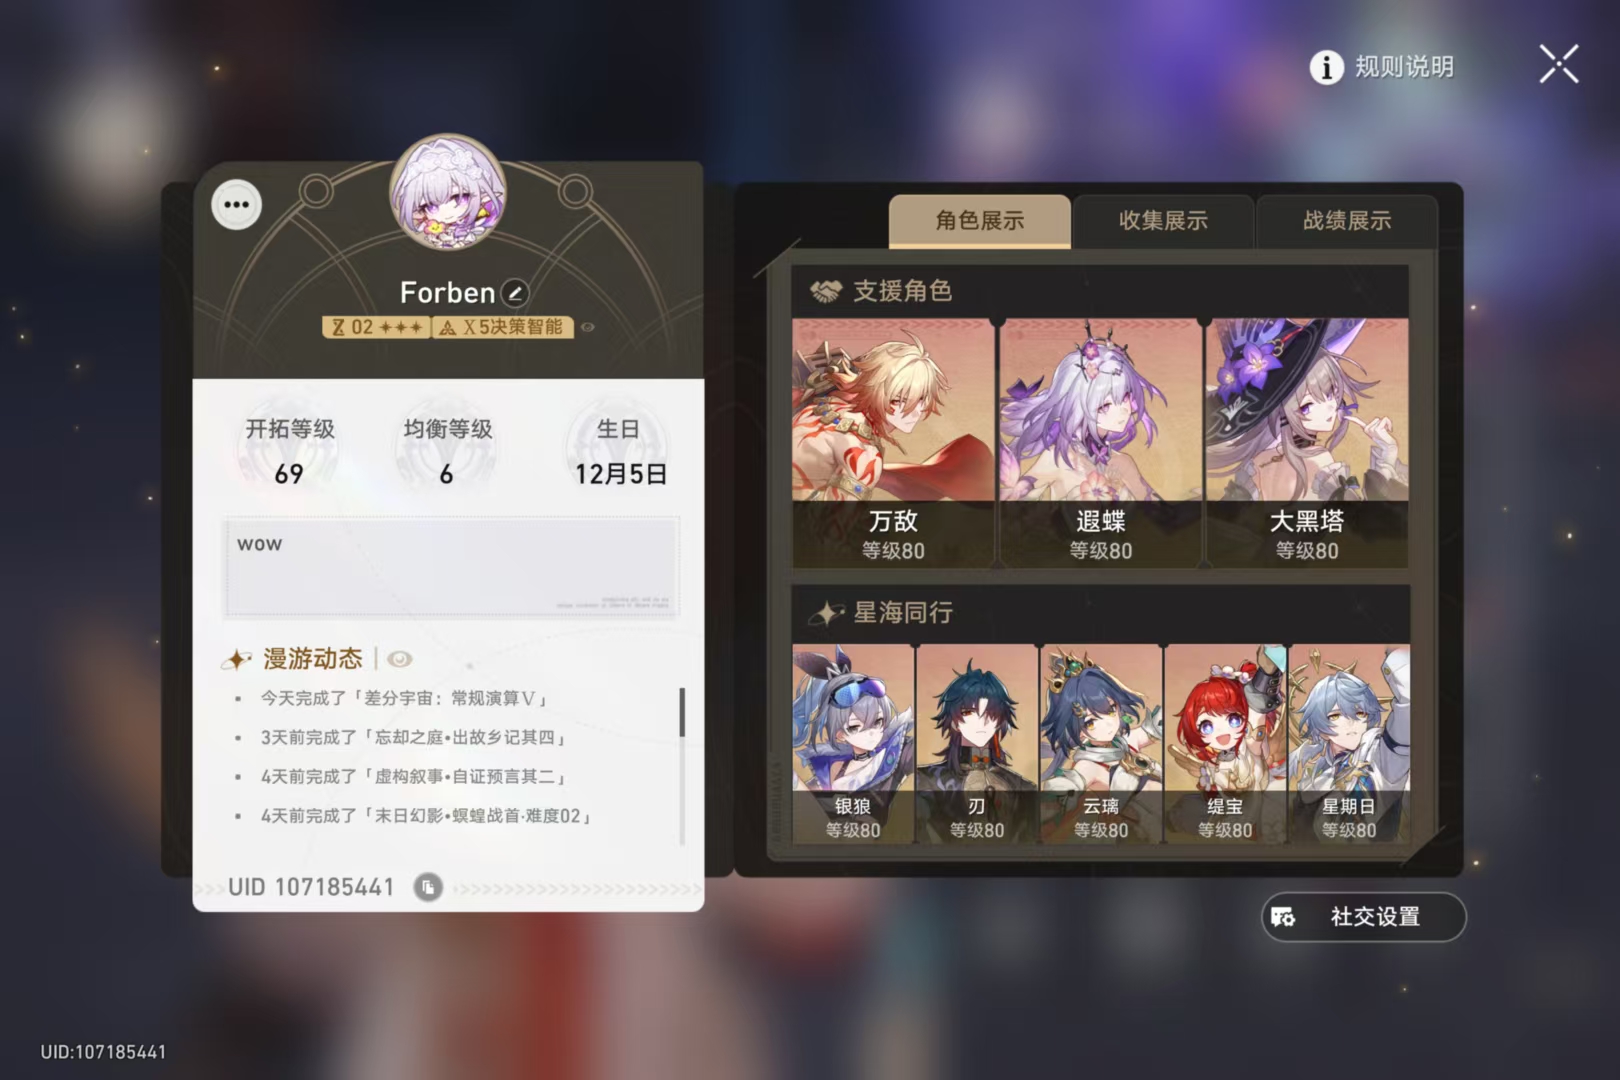 规则说明
Forben
02
X5决策智能
开拓等级
69
均衡等级
6
生日
12月5日
wow
漫游动态
今天完成了「差分宇宙：常规演算Ⅴ」
3天前完成了「忘却之庭•出故乡记其四」
4天前完成了「虚构叙事•自证预言其二」
4天前完成了「末日幻影•螟蝗战首·难度02」
UID 107185441
角色展示
收集展示
战绩展示
支援角色
万敌
等级80
遐蝶
等级80
大黑塔
等级80
星海同行
银狼
等级80
刃
等级80
云璃
等级80
缇宝
等级80
星期日
等级80
社交设置
UID:107185441